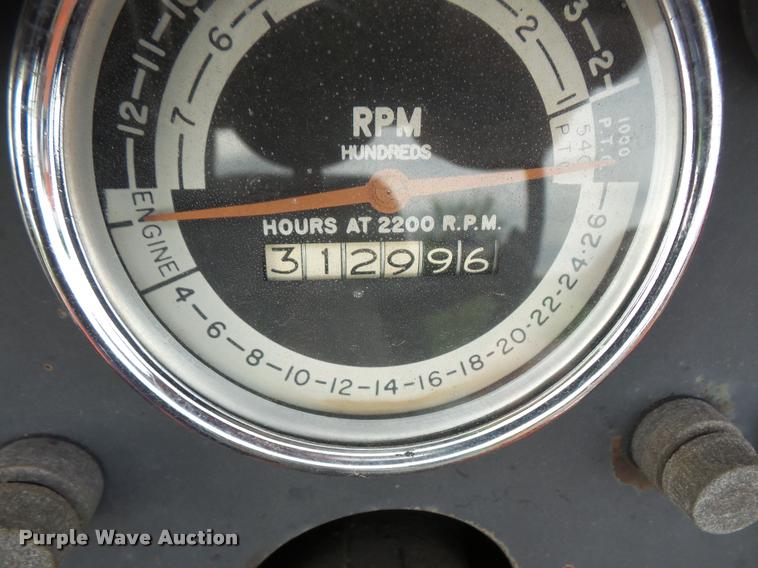 12-11-10
7 6
2 1
3-2-
1000 P.T.O.
540 P.T.O.
RPM
HUNDREDS
HOURS AT 2200 R.P.M.
312996
ENGINE
4-6-8-10-12-14-16-18-20-22-24-26
Purple Wave Auction